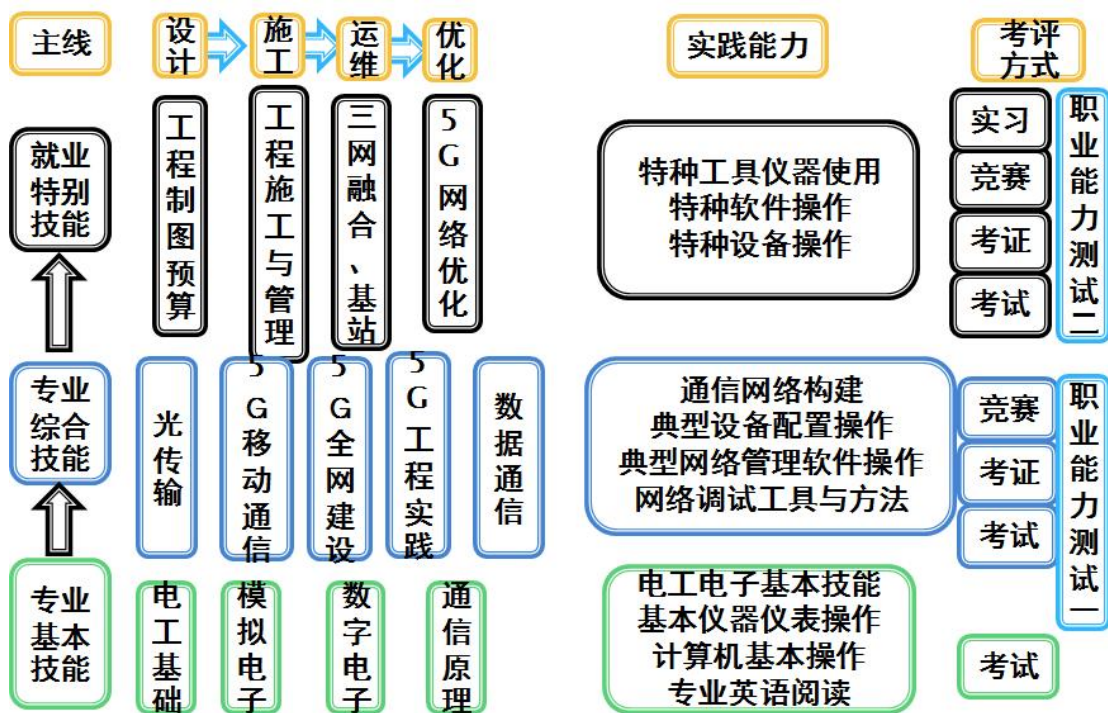 主线
设计
施工
运维
优化
实践能力
考评
方式
就业
特别
技能
工程制图预算
工程施工与管理
三网融合、基站
5G网络优化
特种工具仪器使用
特种软件操作
特种设备操作
实习
竞赛
考证
考试
职业能力测试二
专业
综合
技能
光传输
5G移动通信
5G全网建设
5G工程实践
数据通信
通信网络构建
典型设备配置操作
典型网络管理软件操作
网络调试工具与方法
竞赛
考证
考试
职业能力测试一
专业
基本
技能
电工基础
模拟电子
数字电子
通信原理
电工电子基本技能
基本仪器仪表操作
计算机基本操作
专业英语阅读
考试